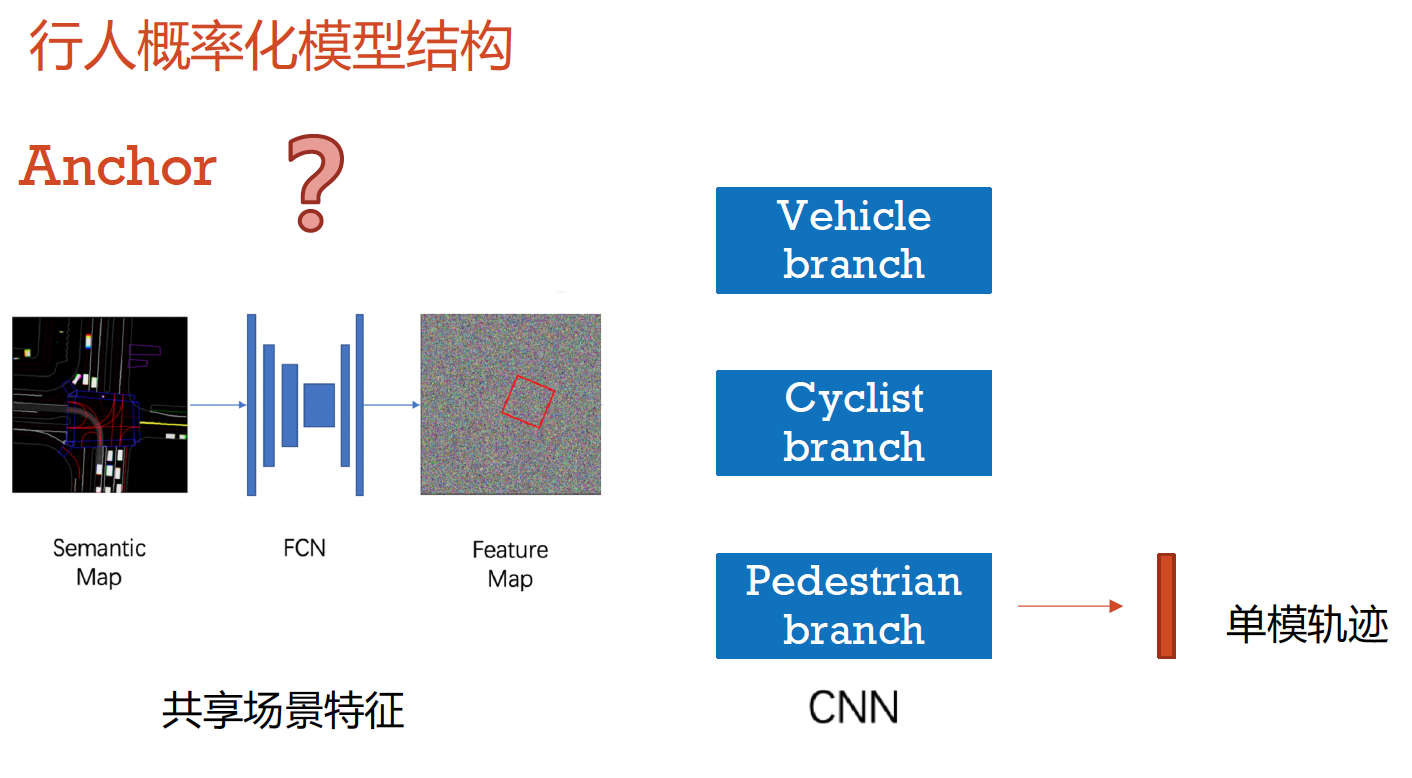 行人概率化模型结构
Anchor
?
Vehicle
branch
Cyclist
branch
Semantic
Map
FCN
Feature
Map
Pedestrian
branch
单模轨迹
共享场景特征
CNN